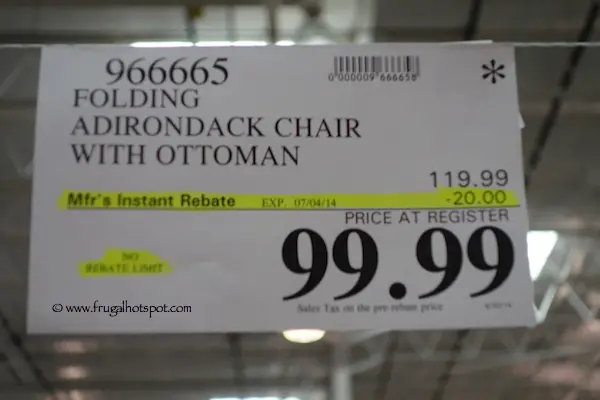 966665
0 000009 666658
*
FOLDING
ADIRONDACK CHAIR
WITH OTTOMAN
119.99
Mfr's Instant Rebate EXP. 07/04/14 -20.00
PRICE AT REGISTER
99.99
NO
REBATE LIMIT
Sales Tax on the pre-rebate price
© www.frugalhotspot.com